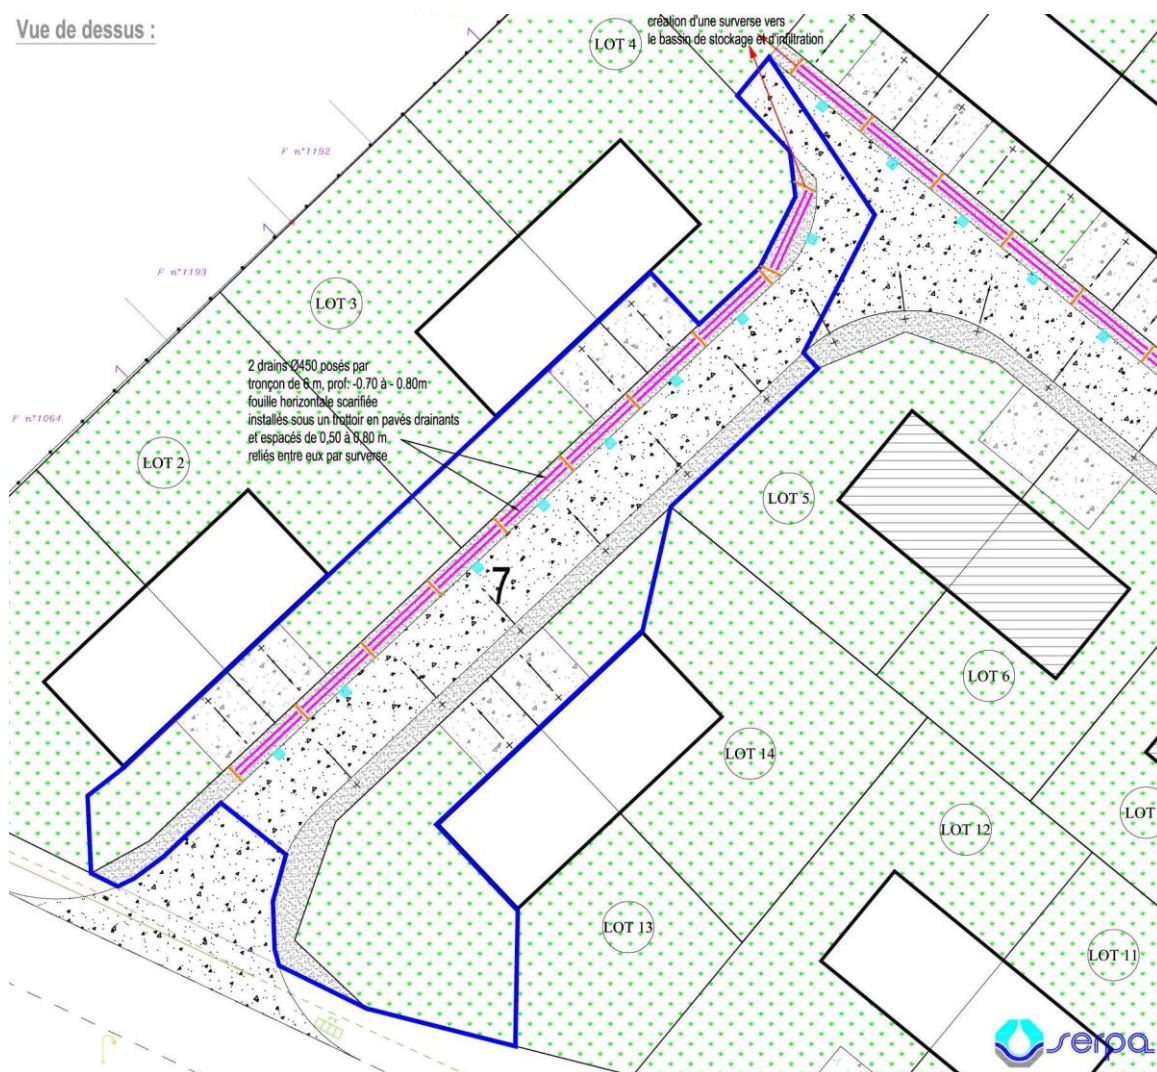 Vue de dessus :
création d'une surverse vers
le bassin de stockage et d'infiltration
LOT 4
F n°1192
F n°1193
LOT 3
F n°1064
2 drains Ø450 posés par
tronçon de 6 m, prof: -0.70 à - 0.80m
fouille horizontale scarifiée
installés sous un trottoir en pavés drainants
et espacés de 0,50 à 0,80 m
reliés entre eux par surverse
LOT 2
LOT 5
7
LOT 6
LOT 14
LOT 12
LOT
LOT 13
LOT 11
serpa